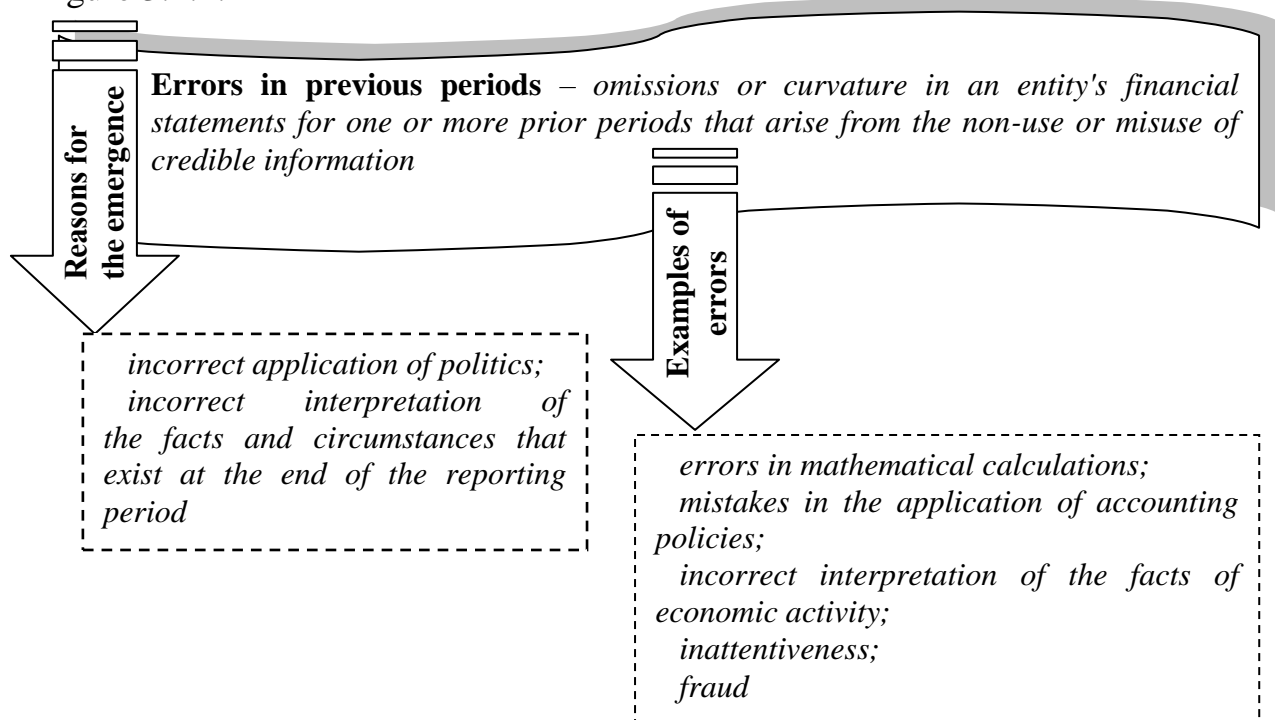 Errors in previous periods – omissions or curvature in an entity's financial
statements for one or more prior periods that arise from the non-use or misuse of
credible information
Reasons for
the emergence
Examples of
errors
incorrect application of politics;
incorrect interpretation of
the facts and circumstances that
exist at the end of the reporting
period
errors in mathematical calculations;
mistakes in the application of accounting
policies;
incorrect interpretation of the facts of
economic activity;
inattentiveness;
fraud